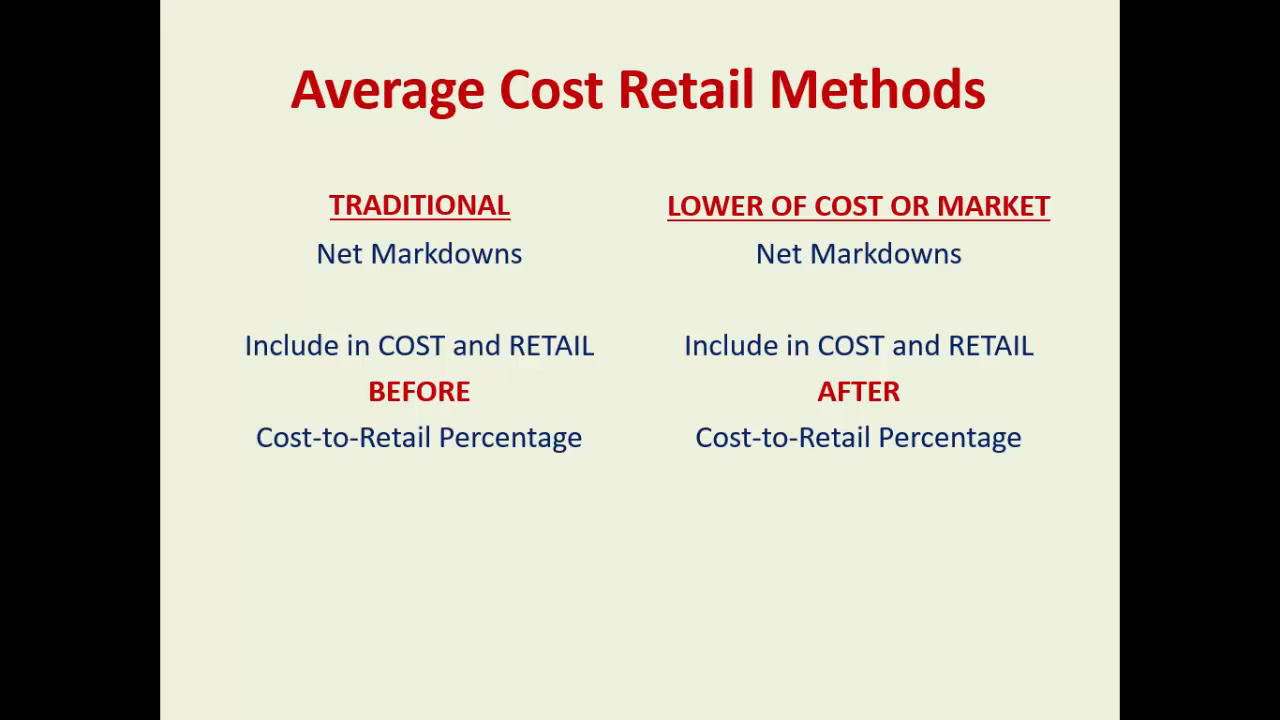 Average Cost Retail Methods
TRADITIONAL
Net Markdowns
Include in COST and RETAIL
BEFORE
Cost-to-Retail Percentage
LOWER OF COST OR MARKET
Net Markdowns
Include in COST and RETAIL
AFTER
Cost-to-Retail Percentage